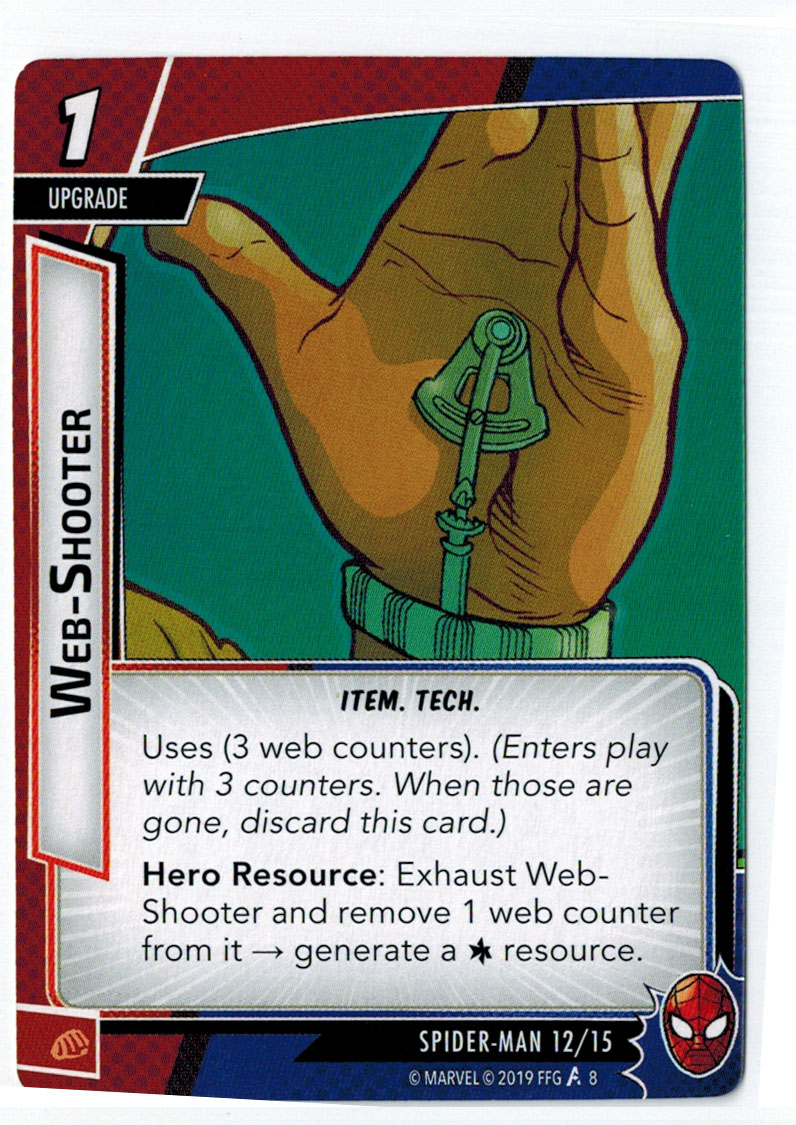 1
UPGRADE
WEB-SHOOTER
ITEM. TECH.
Uses (3 web counters). (Enters play
with 3 counters. When those are
gone, discard this card.)
Hero Resource: Exhaust Web-
Shooter and remove 1 web counter
from it → generate a resource.
SPIDER-MAN 12/15
© MARVEL © 2019 FFG 8